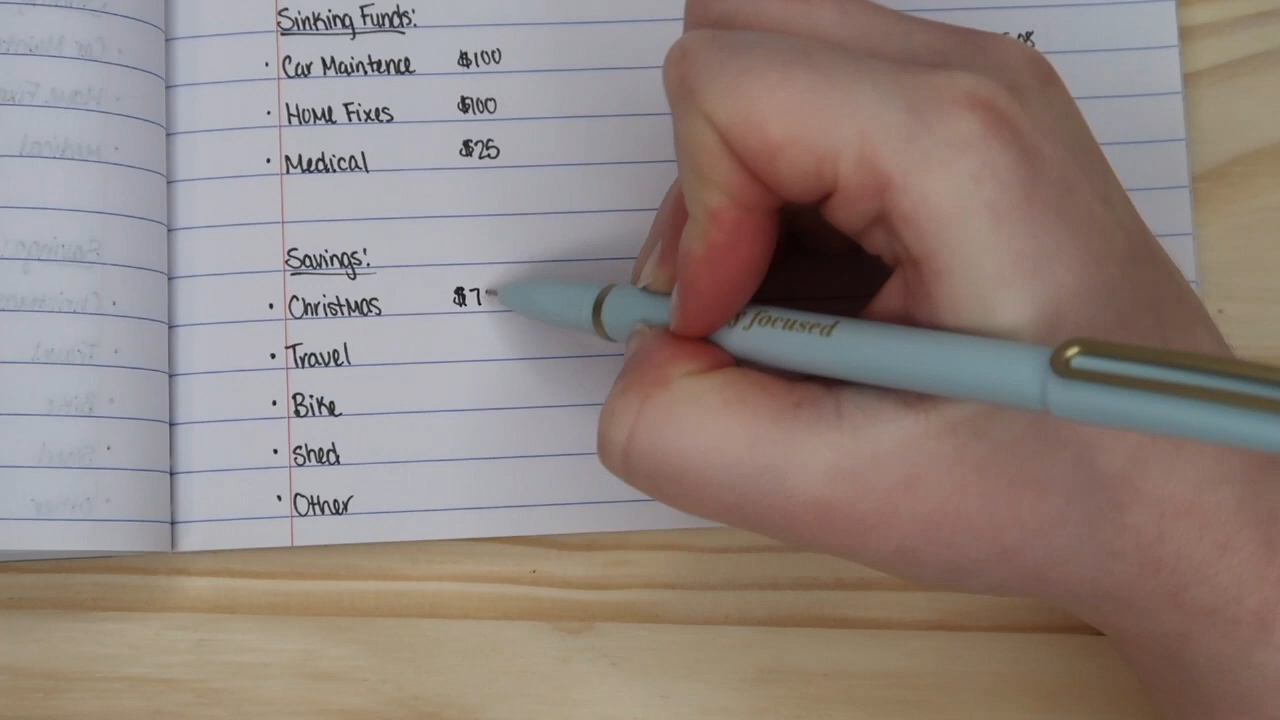 Sinking Funds:
· Car Maintence $100
· Home Fixes $100
· Medical $25
Savings:
· Christmas $7
· Travel
· Bike
· Shed
· Other
focused